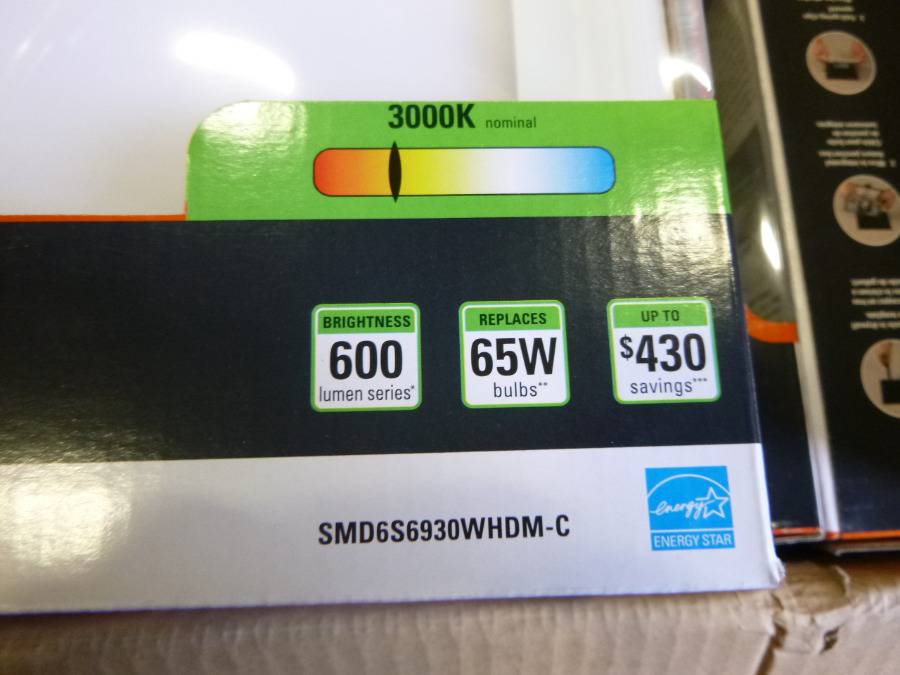 3000K nominal
BRIGHTNESS
600
lumen series*
REPLACES
65W
bulbs**
UP TO
$430
savings***
SMD6S6930WHDM-C
energy
ENERGY STAR